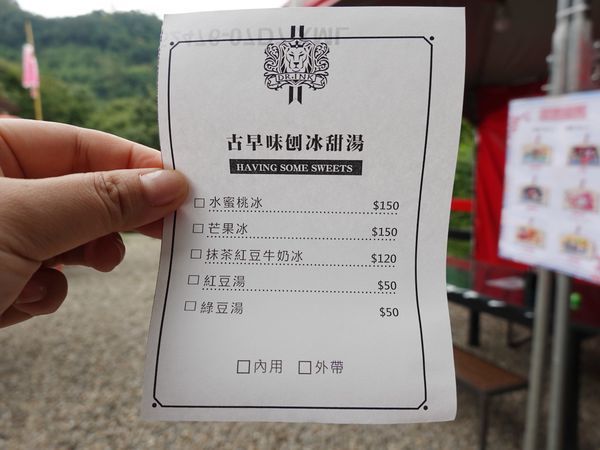 DRINK
古早味刨冰甜湯
HAVING SOME SWEETS
□水蜜桃冰 $150
□芒果冰 $150
□抹茶紅豆牛奶冰 $120
□紅豆湯 $50
□綠豆湯 $50
□內用 □外帶